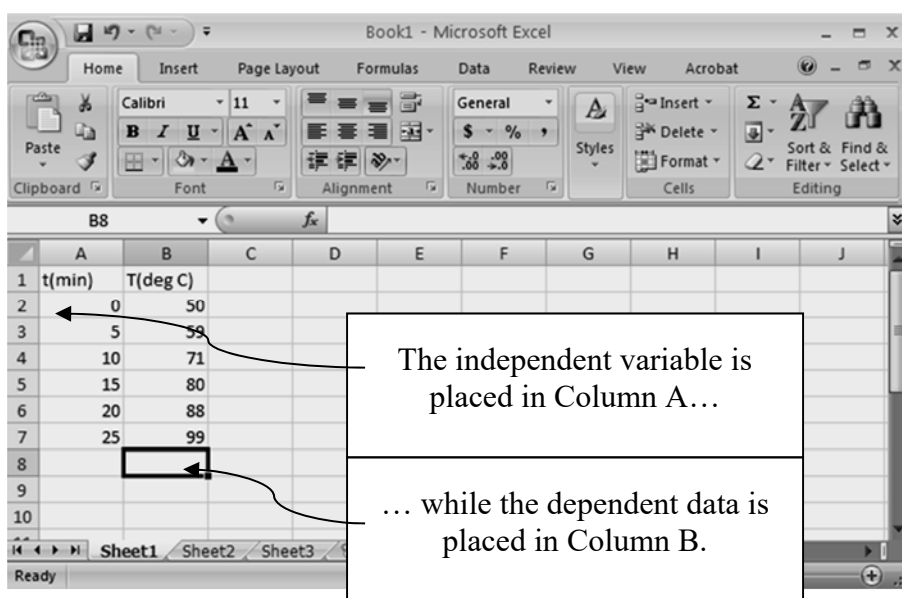 Book1 - Microsoft Excel
Home Insert Page Layout Formulas Data Review View Acrobat
Paste
Calibri 11
B I U A A
A
General
$ % ,
.00 .00
Styles
Insert
Delete
Format
Σ
Sort & Filter
Find & Select
Clipboard Font Alignment Number Cells Editing
B8 fx
A B C D E F G H I J
1 t(min) T(deg C)
2 0 50
3 5 59
4 10 71
5 15 80
6 20 88
7 25 99
8
9
10
The independent variable is
placed in Column A…
… while the dependent data is
placed in Column B.
Sheet1 Sheet2 Sheet3
Ready